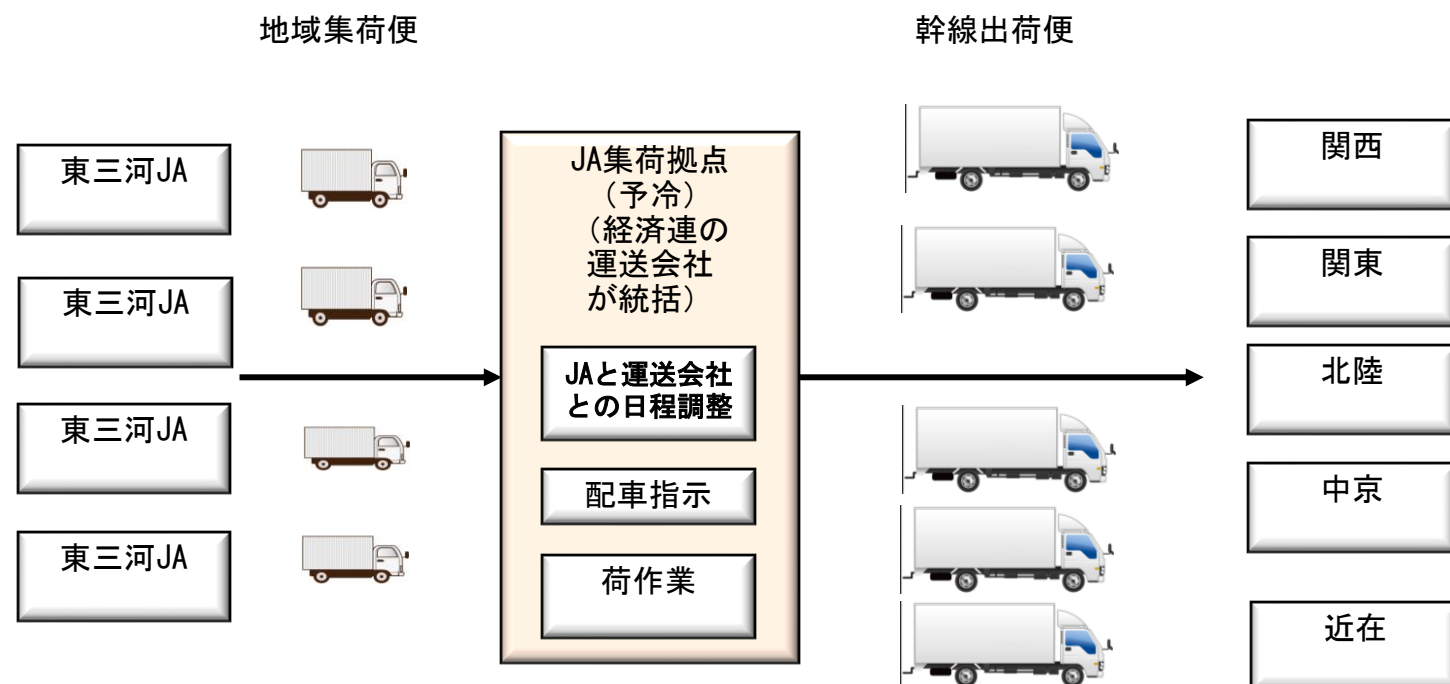 地域集荷便
幹線出荷便
東三河JA
東三河JA
東三河JA
東三河JA
JA集荷拠点
（予冷）
（経済連の
運送会社
が統括）
JAと運送会社
との日程調整
配車指示
荷作業
関西
関東
北陸
中京
近在